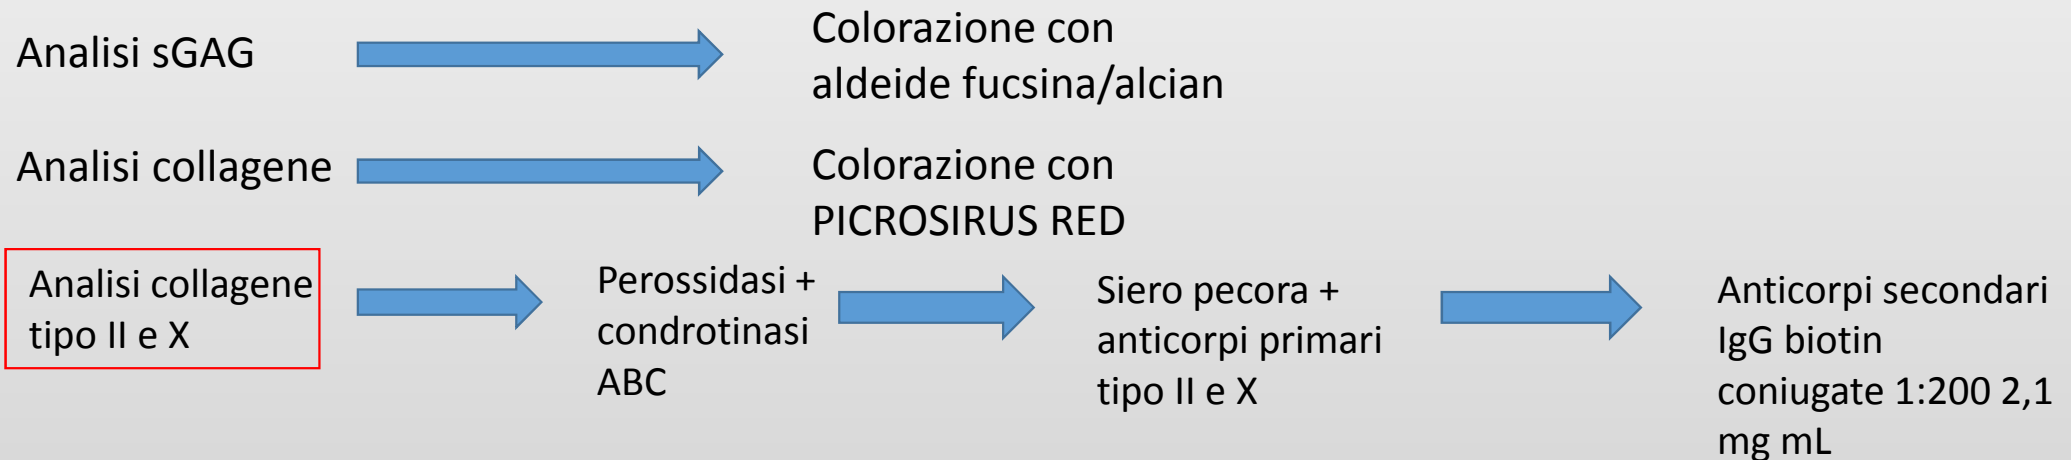 Analisi sGAG
Colorazione con
aldeide fucsina/alcian
Analisi collagene
Colorazione con
PICROSIRUS RED
Analisi collagene
tipo II e X
Perossidasi +
condrotinasi
ABC
Siero pecora +
anticorpi primari
tipo II e X
Anticorpi secondari
IgG biotin
coniugate 1:200 2,1
mg mL